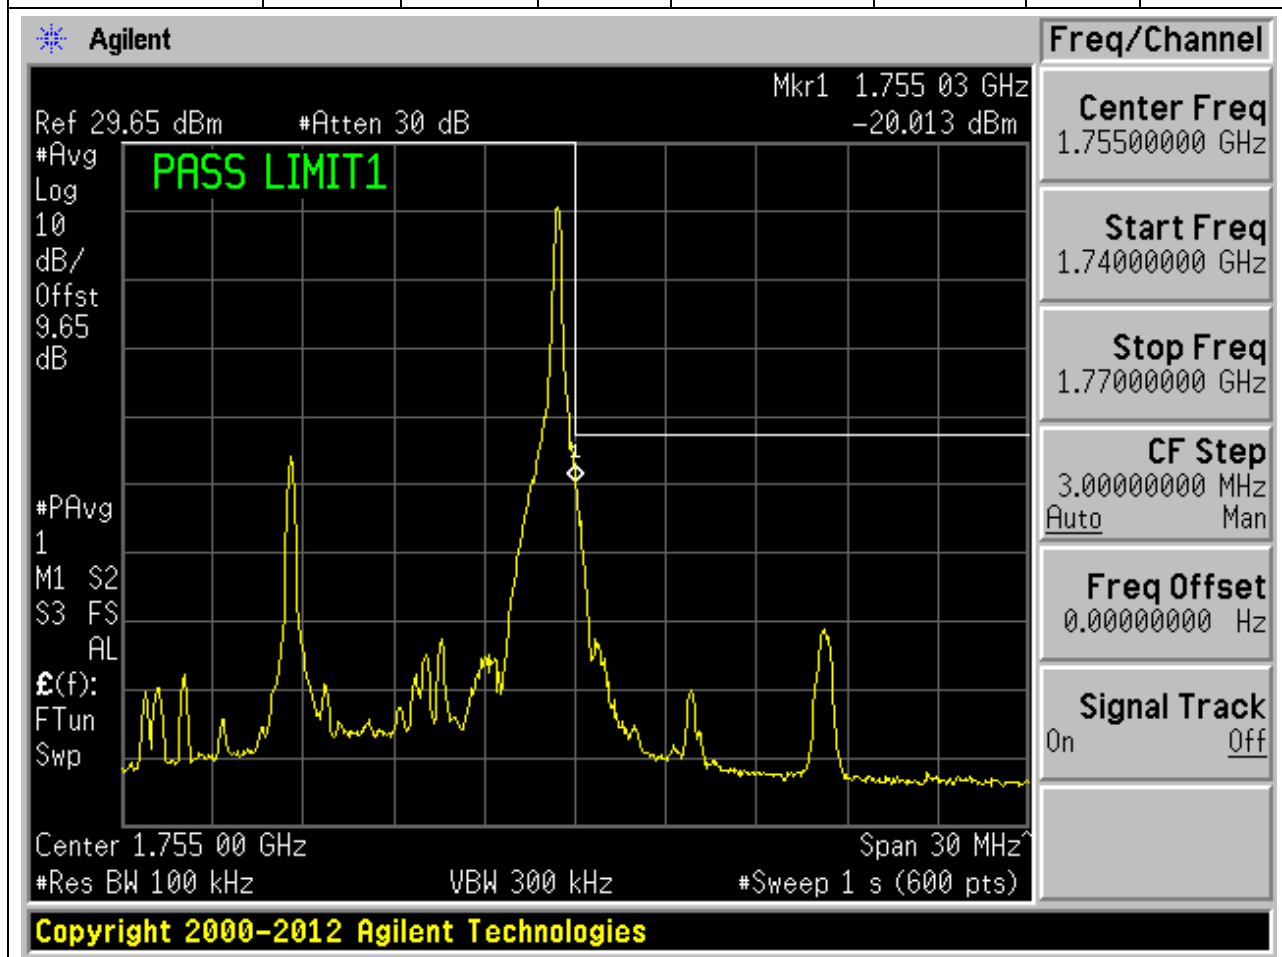 Agilent
Freq/Channel
Mkr1 1.755 03 GHz
Ref 29.65 dBm #Atten 30 dB -20.013 dBm
#Avg
Log
10
dB/
Offst
9.65
dB
PASS LIMIT1
1
#PAvg
1
M1 S2
S3 FS
AL
£(f):
FTun
Swp
Center 1.755 00 GHz Span 30 MHz^
#Res BW 100 kHz VBW 300 kHz #Sweep 1 s (600 pts)
Copyright 2000-2012 Agilent Technologies
Center Freq
1.75500000 GHz
Start Freq
1.74000000 GHz
Stop Freq
1.77000000 GHz
CF Step
3.00000000 MHz
Auto Man
Freq Offset
0.00000000 Hz
Signal Track
On Off